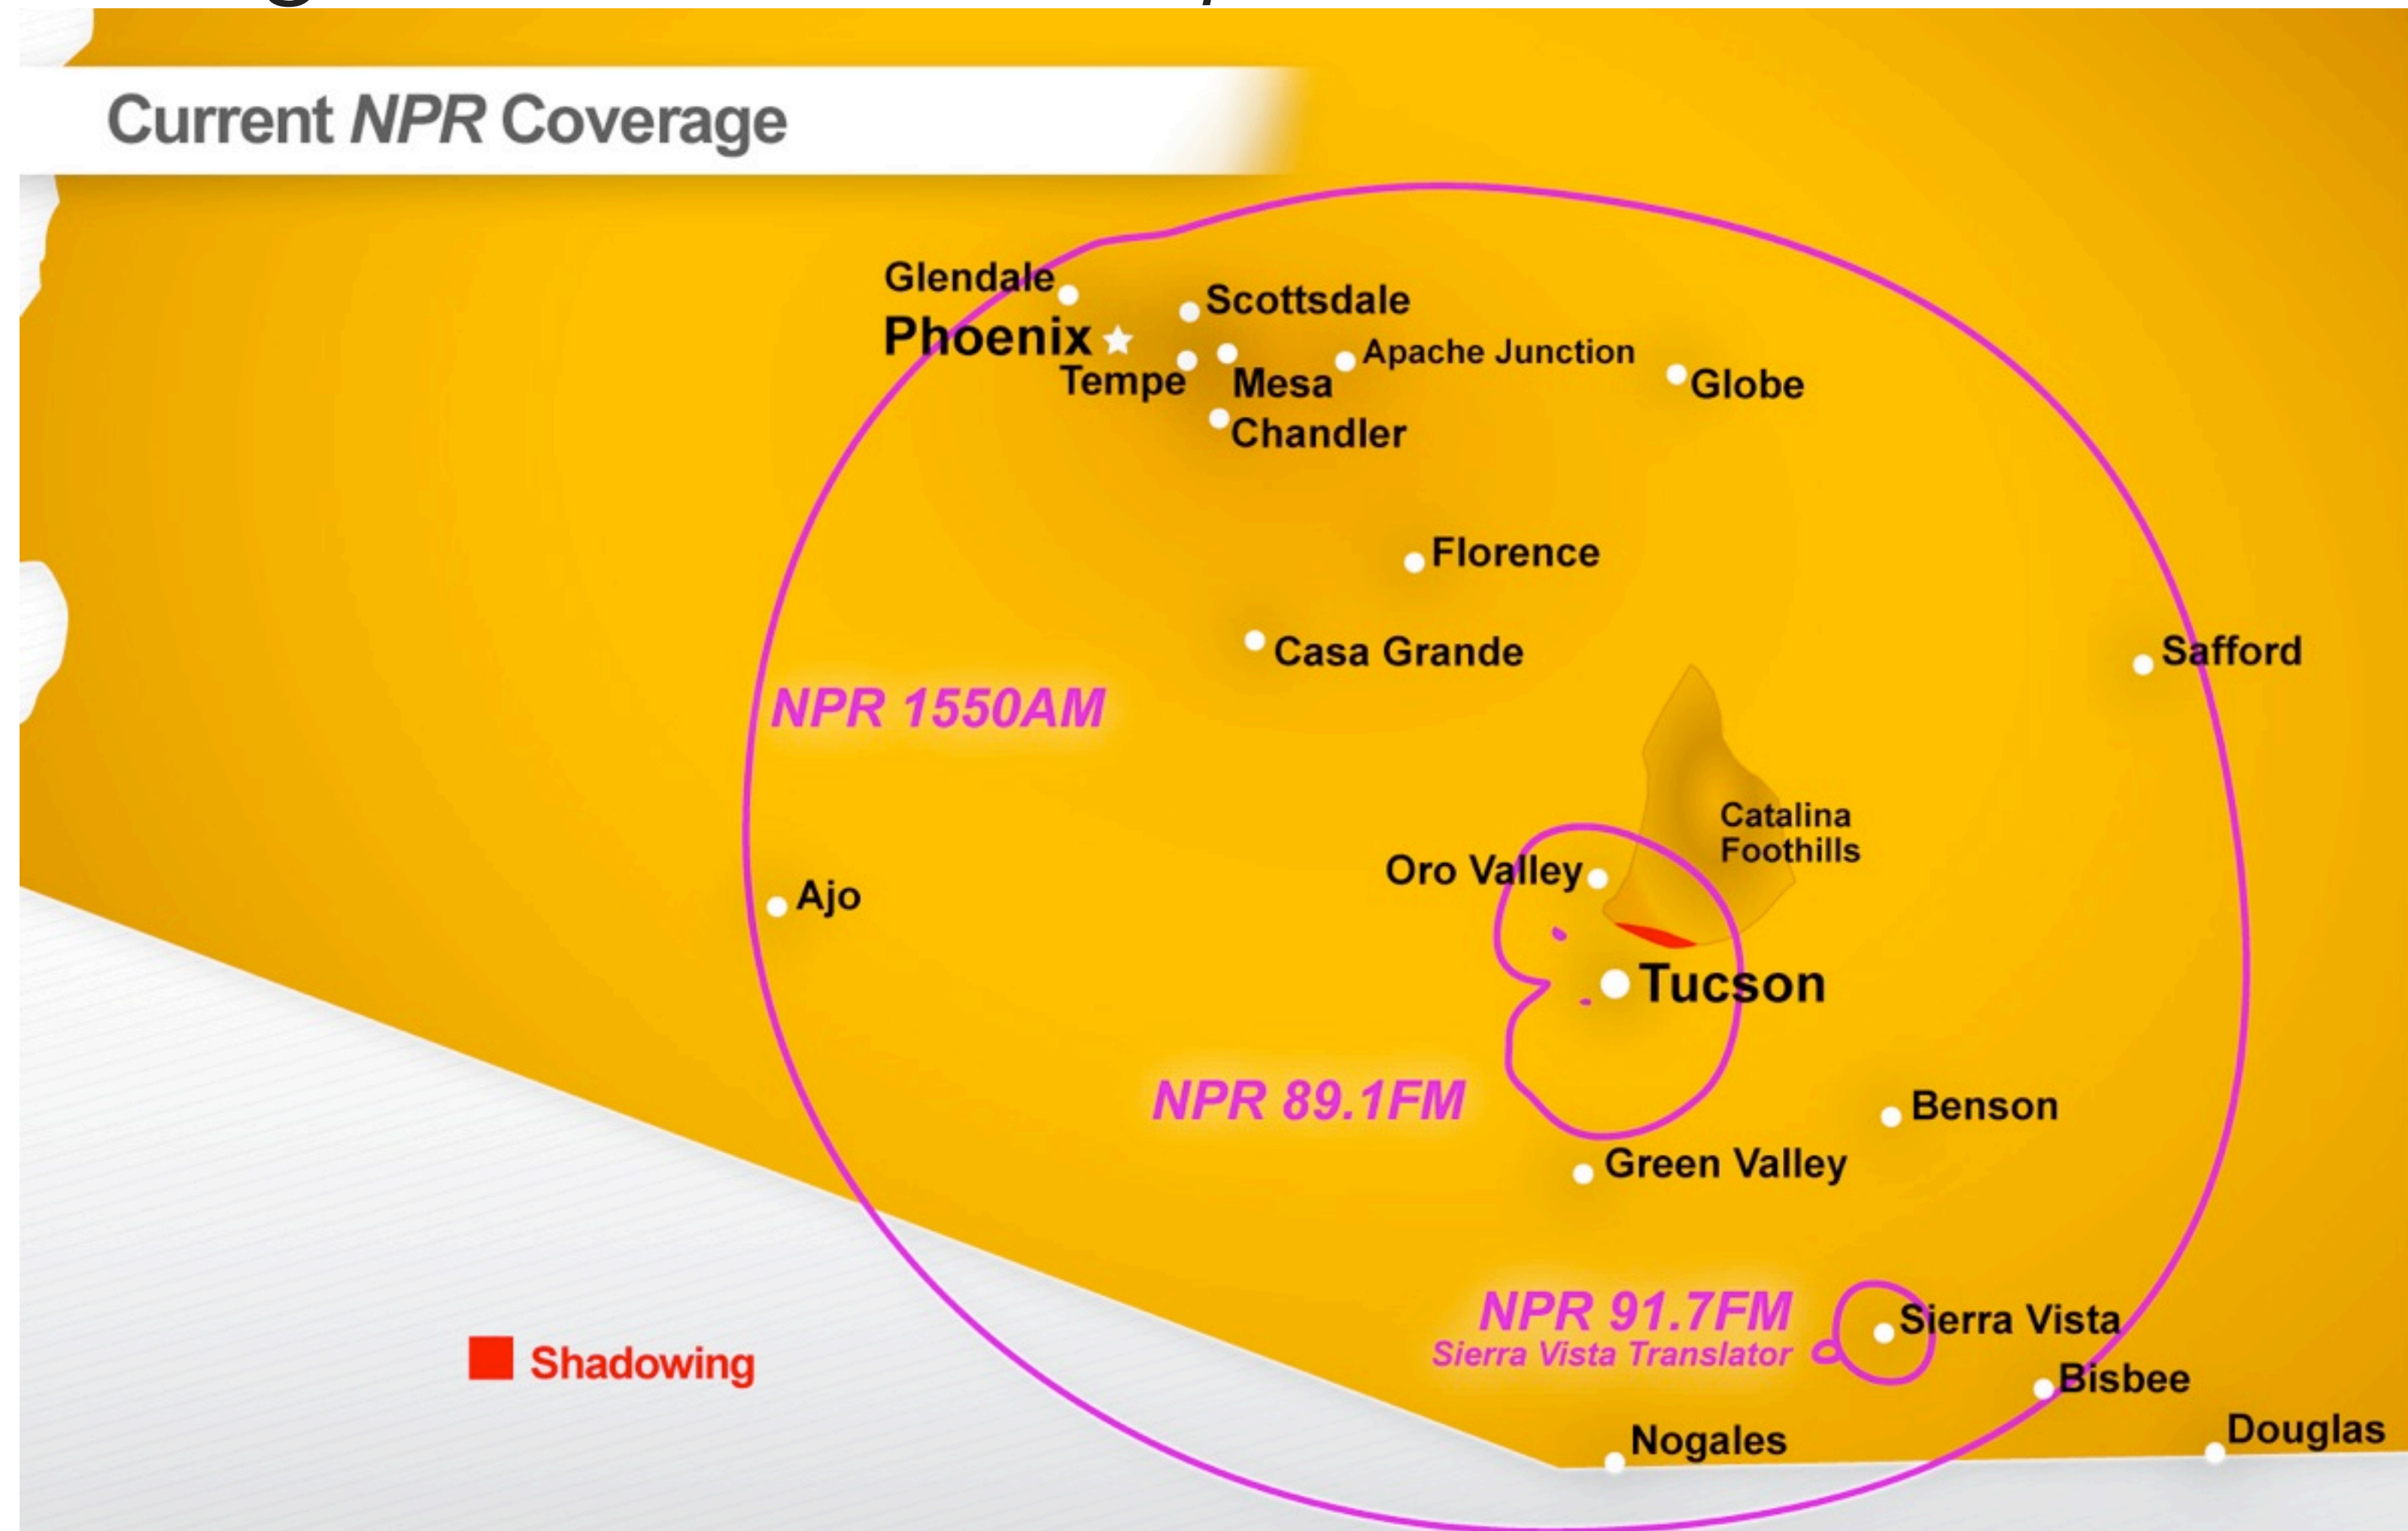 Current NPR Coverage
Glendale
Scottsdale
Phoenix
Apache Junction
Tempe
Mesa
Globe
Chandler
Florence
Casa Grande
Safford
NPR 1550AM
Catalina
Foothills
Oro Valley
Ajo
Tucson
NPR 89.1FM
Benson
Green Valley
NPR 91.7FM
Sierra Vista Translator
Sierra Vista
Shadowing
Bisbee
Nogales
Douglas